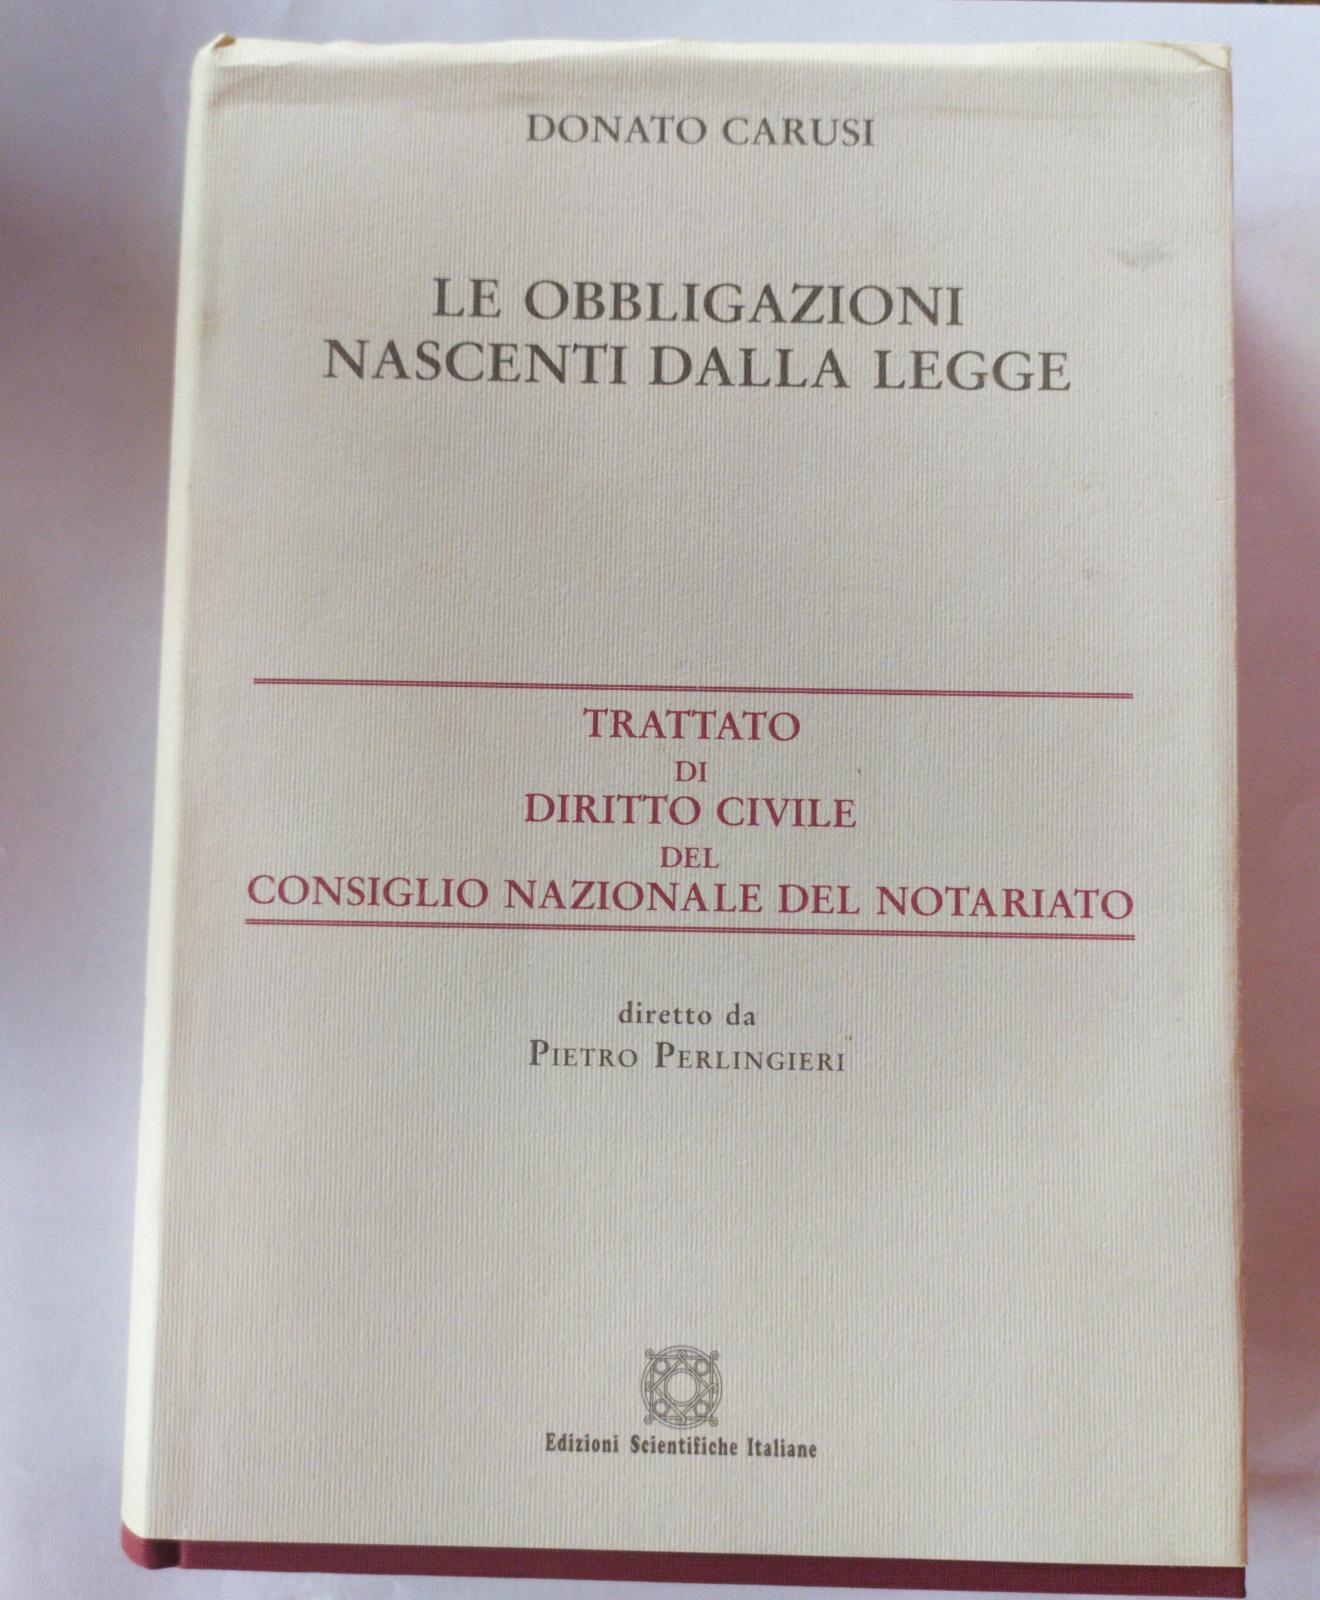 DONATO CARUSI
LE OBBLIGAZIONI
NASCENTI DALLA LEGGE
TRATTATO
DI
DIRITTO CIVILE
DEL
CONSIGLIO NAZIONALE DEL NOTARIATO
diretto da
PIETRO PERLINGIERI
Edizioni Scientifiche Italiane